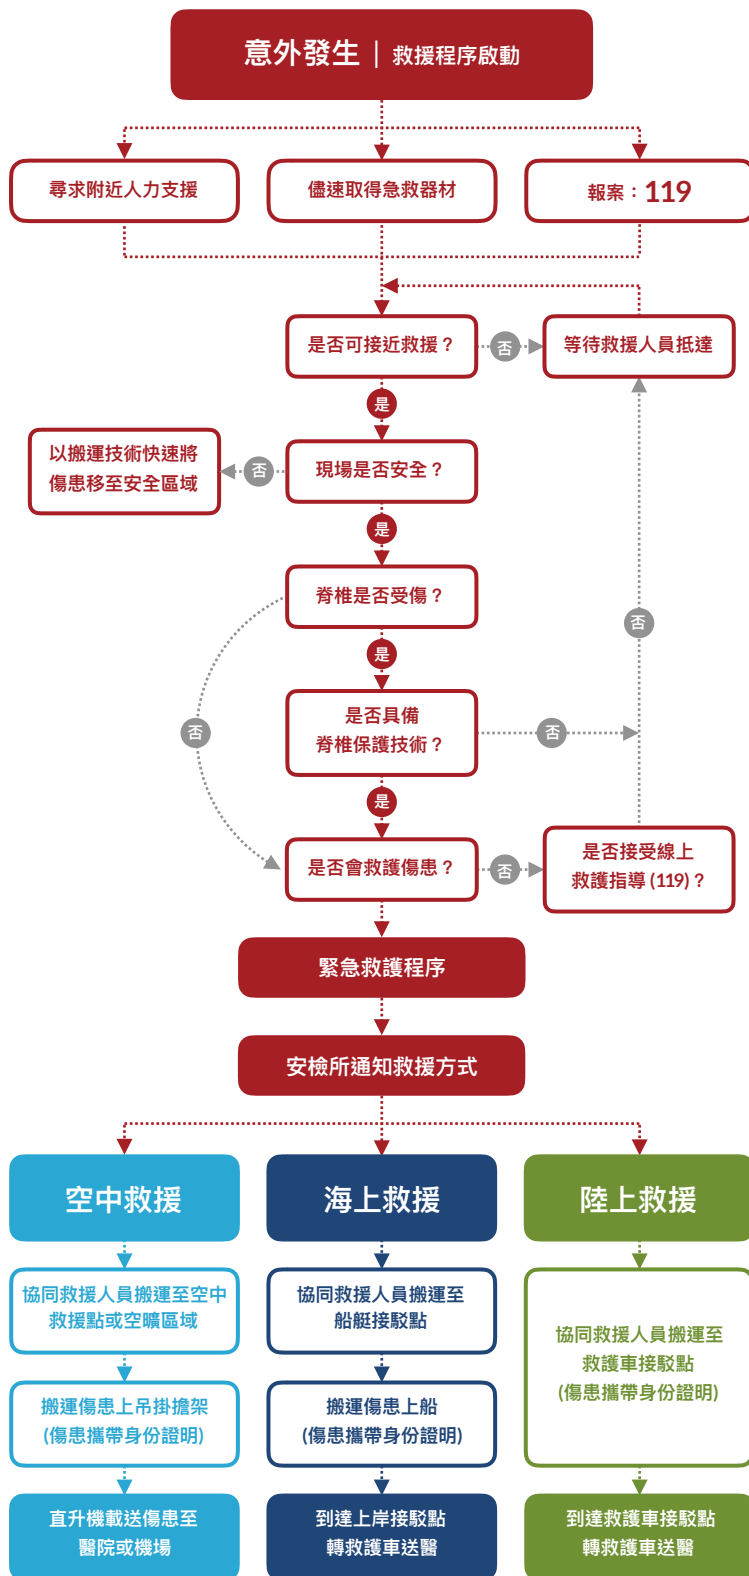 意外發生｜救援程序啟動
尋求附近人力支援
儘速取得急救器材
報案：119
是否可接近救援？
否
等待救援人員抵達
是
以搬運技術快速將
傷患移至安全區域
否
現場是否安全？
是
脊椎是否受傷？
否
是
是否具備
脊椎保護技術？
否
否
是
是否會救護傷患？
否
是否接受線上
救護指導 (119)？
緊急救護程序
安檢所通知救援方式
空中救援
海上救援
陸上救援
協同救援人員搬運至空中
救援點或空曠區域
協同救援人員搬運至
船艇接駁點
協同救援人員搬運至
救護車接駁點
(傷患攜帶身份證明)
搬運傷患上吊掛擔架
(傷患攜帶身份證明)
搬運傷患上船
(傷患攜帶身份證明)
直升機載送傷患至
醫院或機場
到達上岸接駁點
轉救護車送醫
到達救護車接駁點
轉救護車送醫